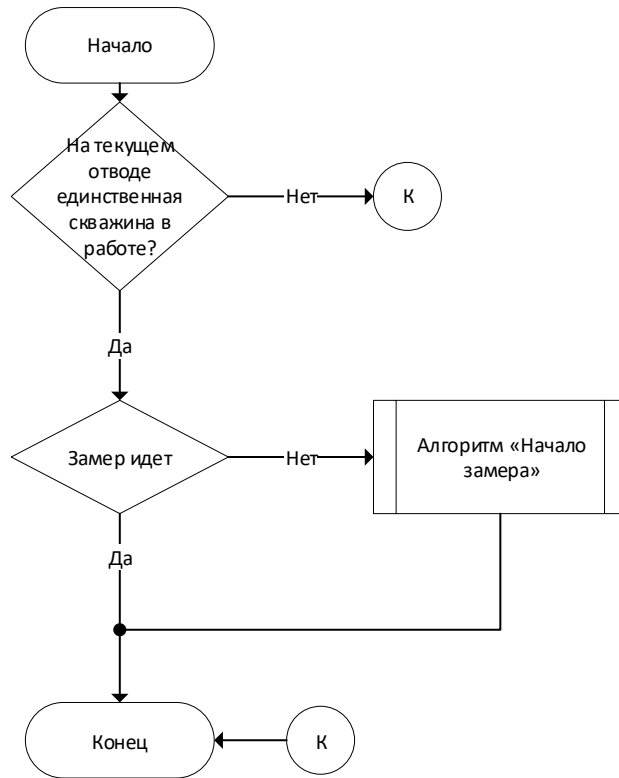 Начало
На текущем
отводе
единственная
скважина в
работе?
Нет
К
Да
Замер идет
Нет
Алгоритм «Начало
замера»
Да
Конец
К